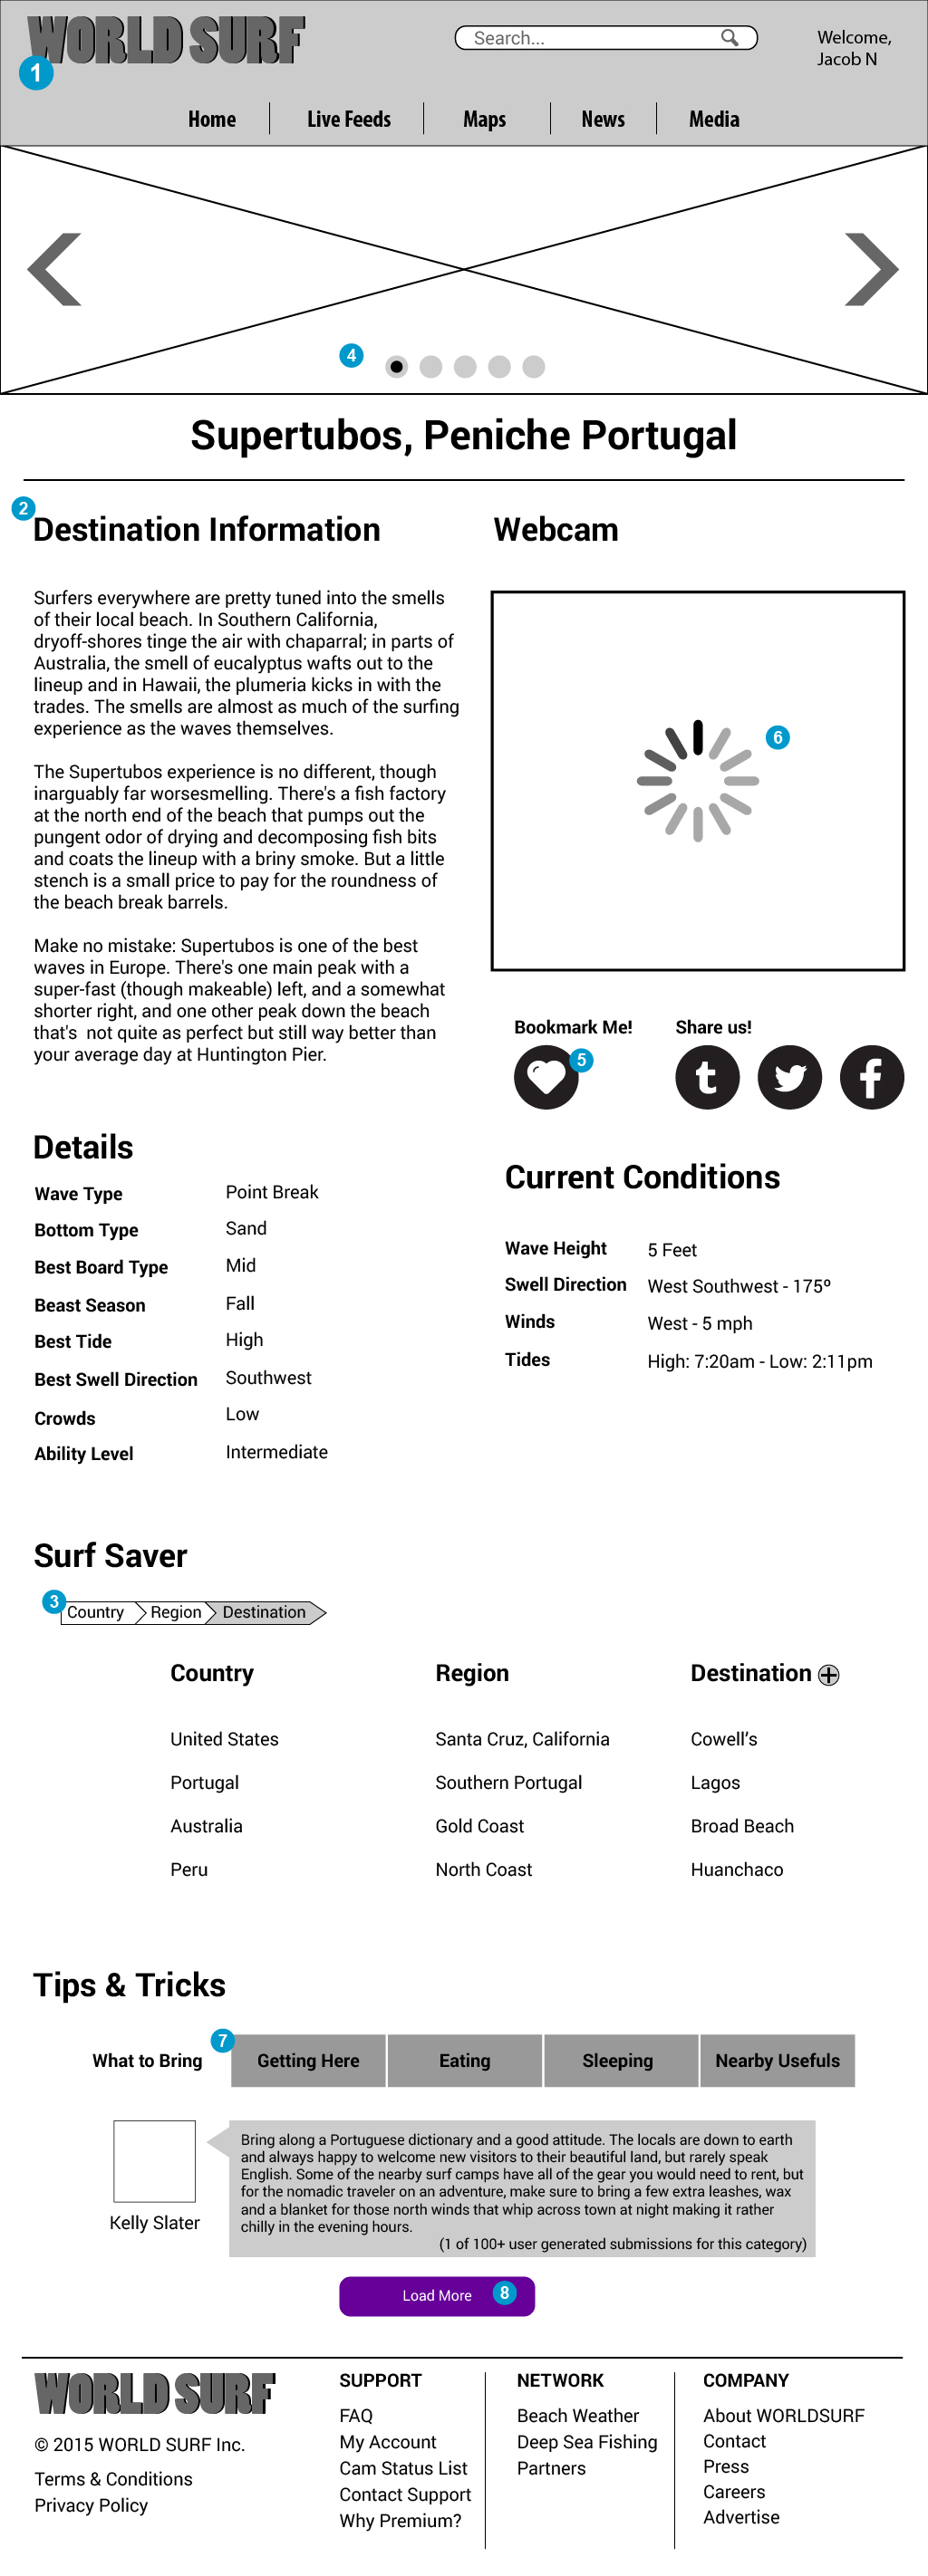 WORLD SURF
Search...
Welcome,
Jacob N
1
Home
Live Feeds
Maps
News
Media
4
Supertubos, Peniche Portugal
2
Destination Information
Surfers everywhere are pretty tuned into the smells
of their local beach. In Southern California,
dryoff-shores tinge the air with chaparral; in parts of
Australia, the smell of eucalyptus wafts out to the
lineup and in Hawaii, the plumeria kicks in with the
trades. The smells are almost as much of the surfing
experience as the waves themselves.
The Supertubos experience is no different, though
inarguably far worsesmelling. There's a fish factory
at the north end of the beach that pumps out the
pungent odor of drying and decomposing fish bits
and coats the lineup with a briny smoke. But a little
stench is a small price to pay for the roundness of
the beach break barrels.
Make no mistake: Supertubos is one of the best
waves in Europe. There's one main peak with a
super-fast (though makeable) left, and a somewhat
shorter right, and one other peak down the beach
that's  not quite as perfect but still way better than
your average day at Huntington Pier.
Webcam
6
Bookmark Me!
5
Share us!
Details
Wave Type Point Break
Bottom Type Sand
Best Board Type Mid
Beast Season Fall
Best Tide High
Best Swell Direction Southwest
Crowds Low
Ability Level Intermediate
Current Conditions
Wave Height 5 Feet
Swell Direction West Southwest - 175º
Winds West - 5 mph
Tides High: 7:20am - Low: 2:11pm
Surf Saver
3
Country Region Destination
Country Region Destination
United States Santa Cruz, California Cowell’s
Portugal Southern Portugal Lagos
Australia Gold Coast Broad Beach
Peru North Coast Huanchaco
Tips & Tricks
7
What to Bring Getting Here Eating Sleeping Nearby Usefuls
Kelly Slater
Bring along a Portuguese dictionary and a good attitude. The locals are down to earth
and always happy to welcome new visitors to their beautiful land, but rarely speak
English. Some of the nearby surf camps have all of the gear you would need to rent, but
for the nomadic traveler on an adventure, make sure to bring a few extra leashes, wax
and a blanket for those north winds that whip across town at night making it rather
chilly in the evening hours.
(1 of 100+ user generated submissions for this category)
Load More
8
WORLD SURF
© 2015 WORLD SURF Inc.
Terms & Conditions
Privacy Policy
SUPPORT
FAQ
My Account
Cam Status List
Contact Support
Why Premium?
NETWORK
Beach Weather
Deep Sea Fishing
Partners
COMPANY
About WORLDSURF
Contact
Press
Careers
Advertise